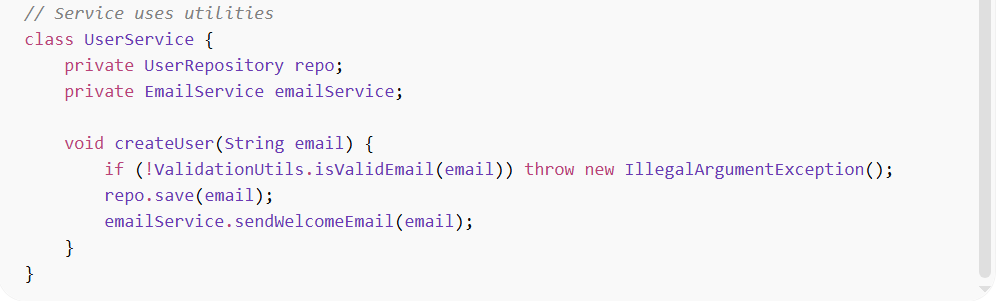 // Service uses utilities
class UserService {
    private UserRepository repo;
    private EmailService emailService;

    void createUser(String email) {
        if (!ValidationUtils.isValidEmail(email)) throw new IllegalArgumentException();
        repo.save(email);
        emailService.sendWelcomeEmail(email);
    }
}